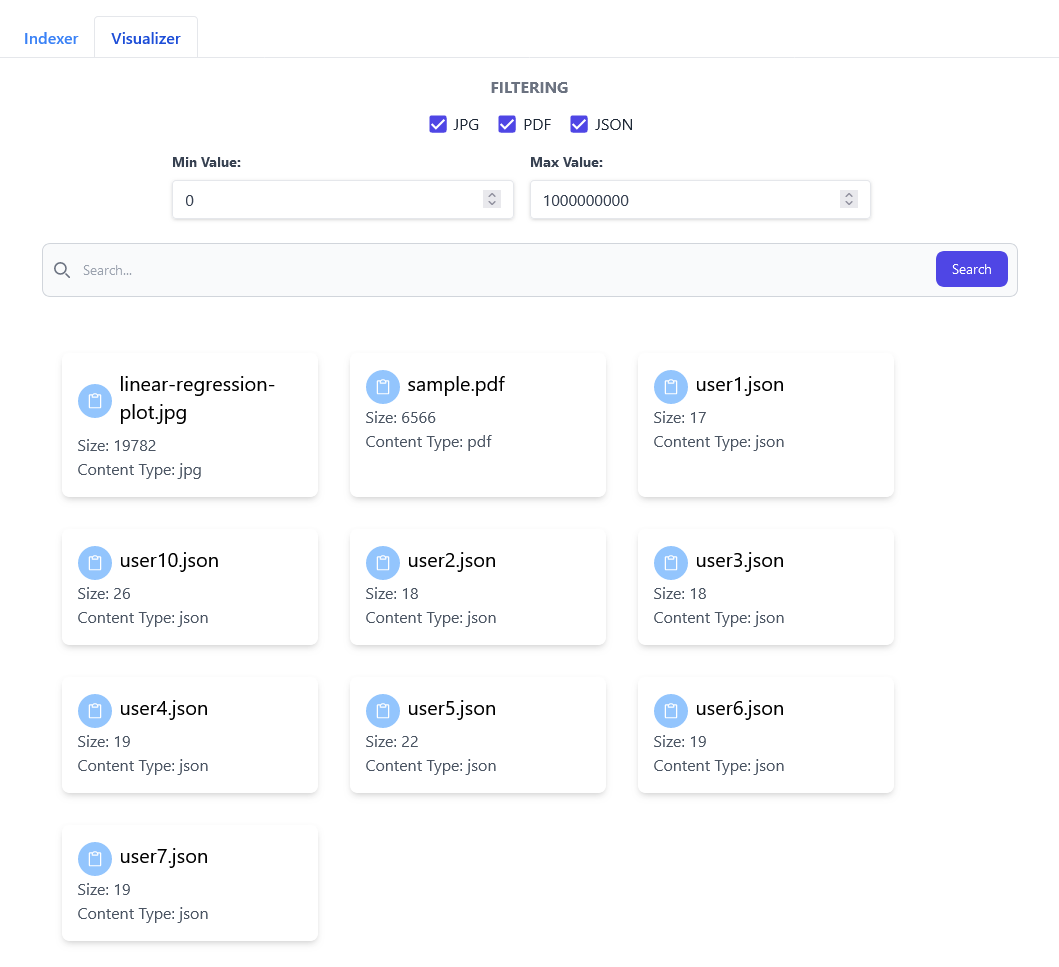 Indexer Visualizer
FILTERING
JPG PDF JSON
Min Value: Max Value:
0 1000000000
Search... Search
linear-regression-
plot.jpg
Size: 19782
Content Type: jpg
sample.pdf
Size: 6566
Content Type: pdf
user1.json
Size: 17
Content Type: json
user10.json
Size: 26
Content Type: json
user2.json
Size: 18
Content Type: json
user3.json
Size: 18
Content Type: json
user4.json
Size: 19
Content Type: json
user5.json
Size: 22
Content Type: json
user6.json
Size: 19
Content Type: json
user7.json
Size: 19
Content Type: json